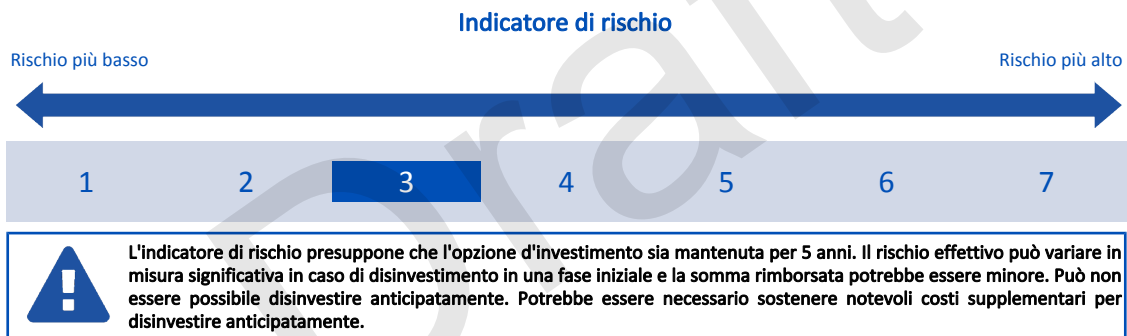 Indicatore di rischio
Rischio più basso
Rischio più alto
1 2 3 4 5 6 7
L'indicatore di rischio presuppone che l'opzione d'investimento sia mantenuta per 5 anni. Il rischio effettivo può variare in
misura significativa in caso di disinvestimento in una fase iniziale e la somma rimborsata potrebbe essere minore. Può non
essere possibile disinvestire anticipatamente. Potrebbe essere necessario sostenere notevoli costi supplementari per
disinvestire anticipatamente.
Draft